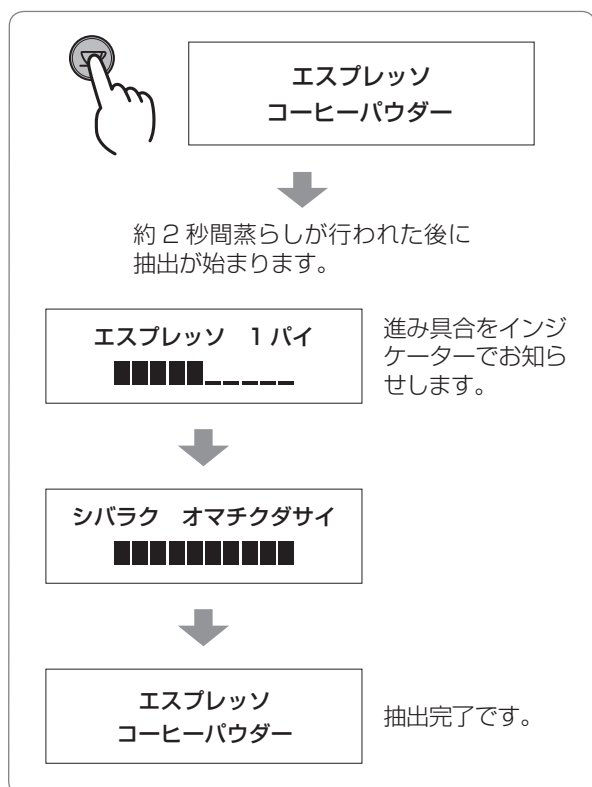 エスプレッソ
コーヒーパウダー
約 2 秒間蒸らしが行われた後に
抽出が始まります。
エスプレッソ　1 パイ
進み具合をインジ
ケーターでお知ら
せします。
シバラク　オマチクダサイ
エスプレッソ
コーヒーパウダー
抽出完了です。